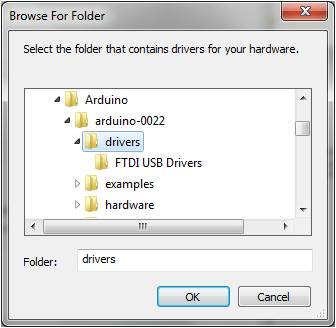 Browse For Folder
Select the folder that contains drivers for your hardware.
Arduino
arduino-0022
drivers
FTDI USB Drivers
examples
hardware
Folder: drivers
OK Cancel